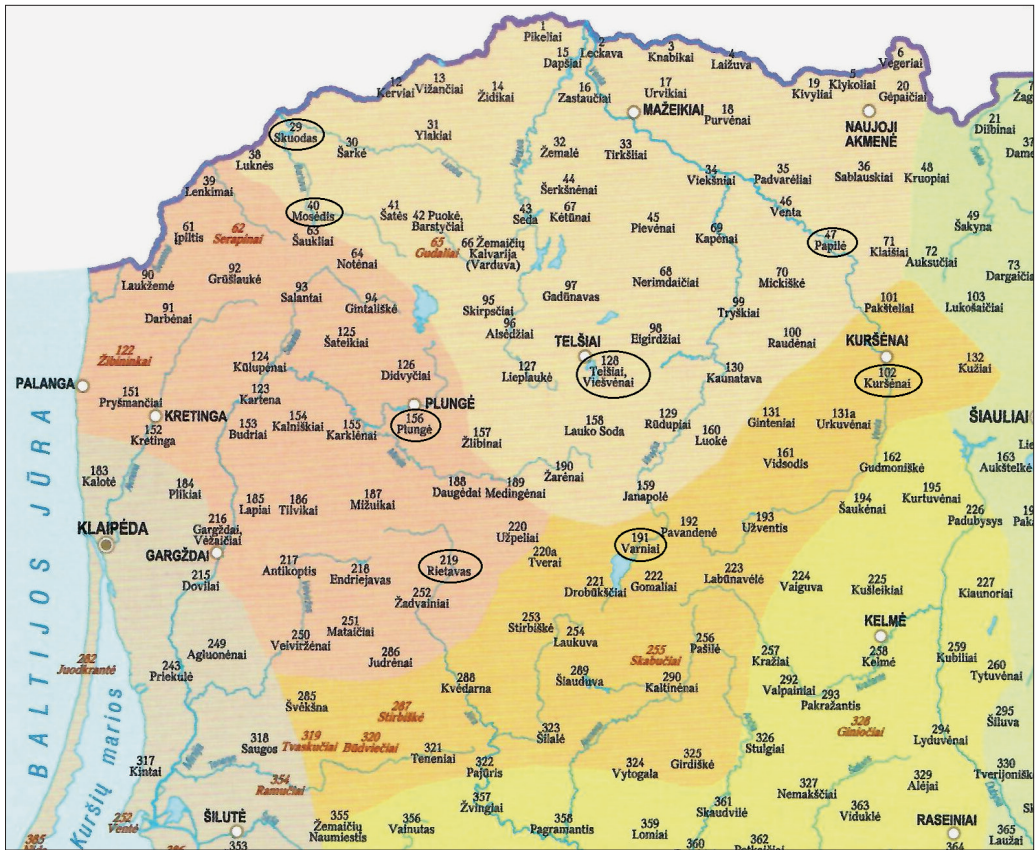 1
Pikeliai
2
Leckava
3
Knabikai
4
Laižuva
5
Klykoliai
6
Vegeriai
15
Dapšiai
12
Kerviai
13
Vižančiai
14
Židikai
16
Zastaučiai
17
Urvikiai
MAŽEIKIAI
18
Purvėnai
19
Kivyliai
20
Gėpaičiai
NAUJOJI
AKMENĖ
21
Dilbinai
29
Skuodas
30
Šarkė
31
Ylakiai
32
Žemalė
33
Tirkšliai
34
Viekšniai
35
Padvarėliai
36
Sablauskiai
48
Kruopiai
38
Luknės
39
Lenkimai
40
Mosėdis
41
Šatės
42 Puokė,
Barstyčiai
43
Seda
44
Šerkšnėnai
67
Kėtūnai
45
Pievėnai
46
Venta
47
Papilė
49
Šakyna
61
Įpiltis
62
Serapinai
63
Šaukliai
64
Notėnai
65
Gudaliai
66 Žemaičių
Kalvarija
(Varduva)
69
Kapėnai
71
Klaišiai
72
Auksučiai
73
Dargaičiai
90
Laukžemė
91
Darbėnai
92
Grūšlaukė
93
Salantai
94
Gintališkė
95
Skirpsčiai
96
Alsėdžiai
97
Gadūnavas
68
Nerimdaičiai
70
Mickiškė
98
Eigirdžiai
99
Tryškiai
100
Raudėnai
101
Pakšteliai
103
Lukošaičiai
122
Žibininkai
123
Kartena
124
Kūlupėnai
125
Šateikiai
126
Didvyčiai
127
Lieplaukė
TELŠIAI
128
Telšiai,
Viešvėnai
130
Kaunatava
KURŠĖNAI
102
Kuršėnai
132
Kužiai
PALANGA
151
Pryšmančiai
KRETINGA
152
Kretinga
153
Budriai
154
Kalniškiai
155
Karklėnai
PLUNGĖ
156
Plungė
157
Žlibinai
158
Lauko Soda
129
Rūdupiai
160
Luokė
131
Ginteniai
131a
Urkuvėnai
161
Vidsodis
162
Gudmoniškė
ŠIAULIAI
163
Aukštelkė
183
Kalotė
184
Plikiai
185
Lapiai
186
Tilvikai
187
Mižuikai
188
Daugėdai
189
Medingėnai
190
Žarėnai
159
Janapolė
191
Varniai
192
Pavandenė
193
Užventis
194
Šaukėnai
195
Kurtuvėnai
KLAIPĖDA
216
Gargždai,
Vėžaičiai
GARGŽDAI
215
Dovilai
217
Antikoptis
218
Endriejavas
219
Rietavas
220
Užpeliai
220a
Tverai
221
Drobūkščiai
222
Gomaliai
223
Labūnavėlė
224
Vaiguva
225
Kušleikiai
226
Padubysys
227
Kiaunoriai
252
Žadvainiai
251
Mataičiai
250
Veiviržėnai
249
Agluonėnai
243
Priekulė
253
Stirbiškė
254
Laukuva
255
Skabučiai
256
Pašilė
257
Kražiai
KELMĖ
258
Kelmė
259
Kubiliai
260
Tytuvėnai
282
Juodkrantė
285
Švėkšna
286
Judrėnai
287
Stirbiškė
288
Kvėdarna
289
Šiauduva
290
Kaltinėnai
292
Valpainiai
293
Pakražantis
294
Lyduvėnai
295
Šiluva
BALTIJOS JŪRA
Kuršių marios
317
Kintai
318
Saugos
319
Tvaskučiai
320
Būdviečiai
321
Teneniai
322
Pajūris
323
Šilalė
324
Vytogala
325
Girdiškė
326
Stulgiai
327
Nemakščiai
328
Giniočiai
329
Alėjai
330
Tverijonišk
252
Ventė
354
Ramučiai
ŠILUTĖ
353
355
Žemaičių
Naumiestis
356
Vainutas
357
Žvingiai
358
Pagramantis
359
Lomiai
360
361
Skaudvilė
362
363
Viduklė
RASEINIAI
364
365
Laužai
385